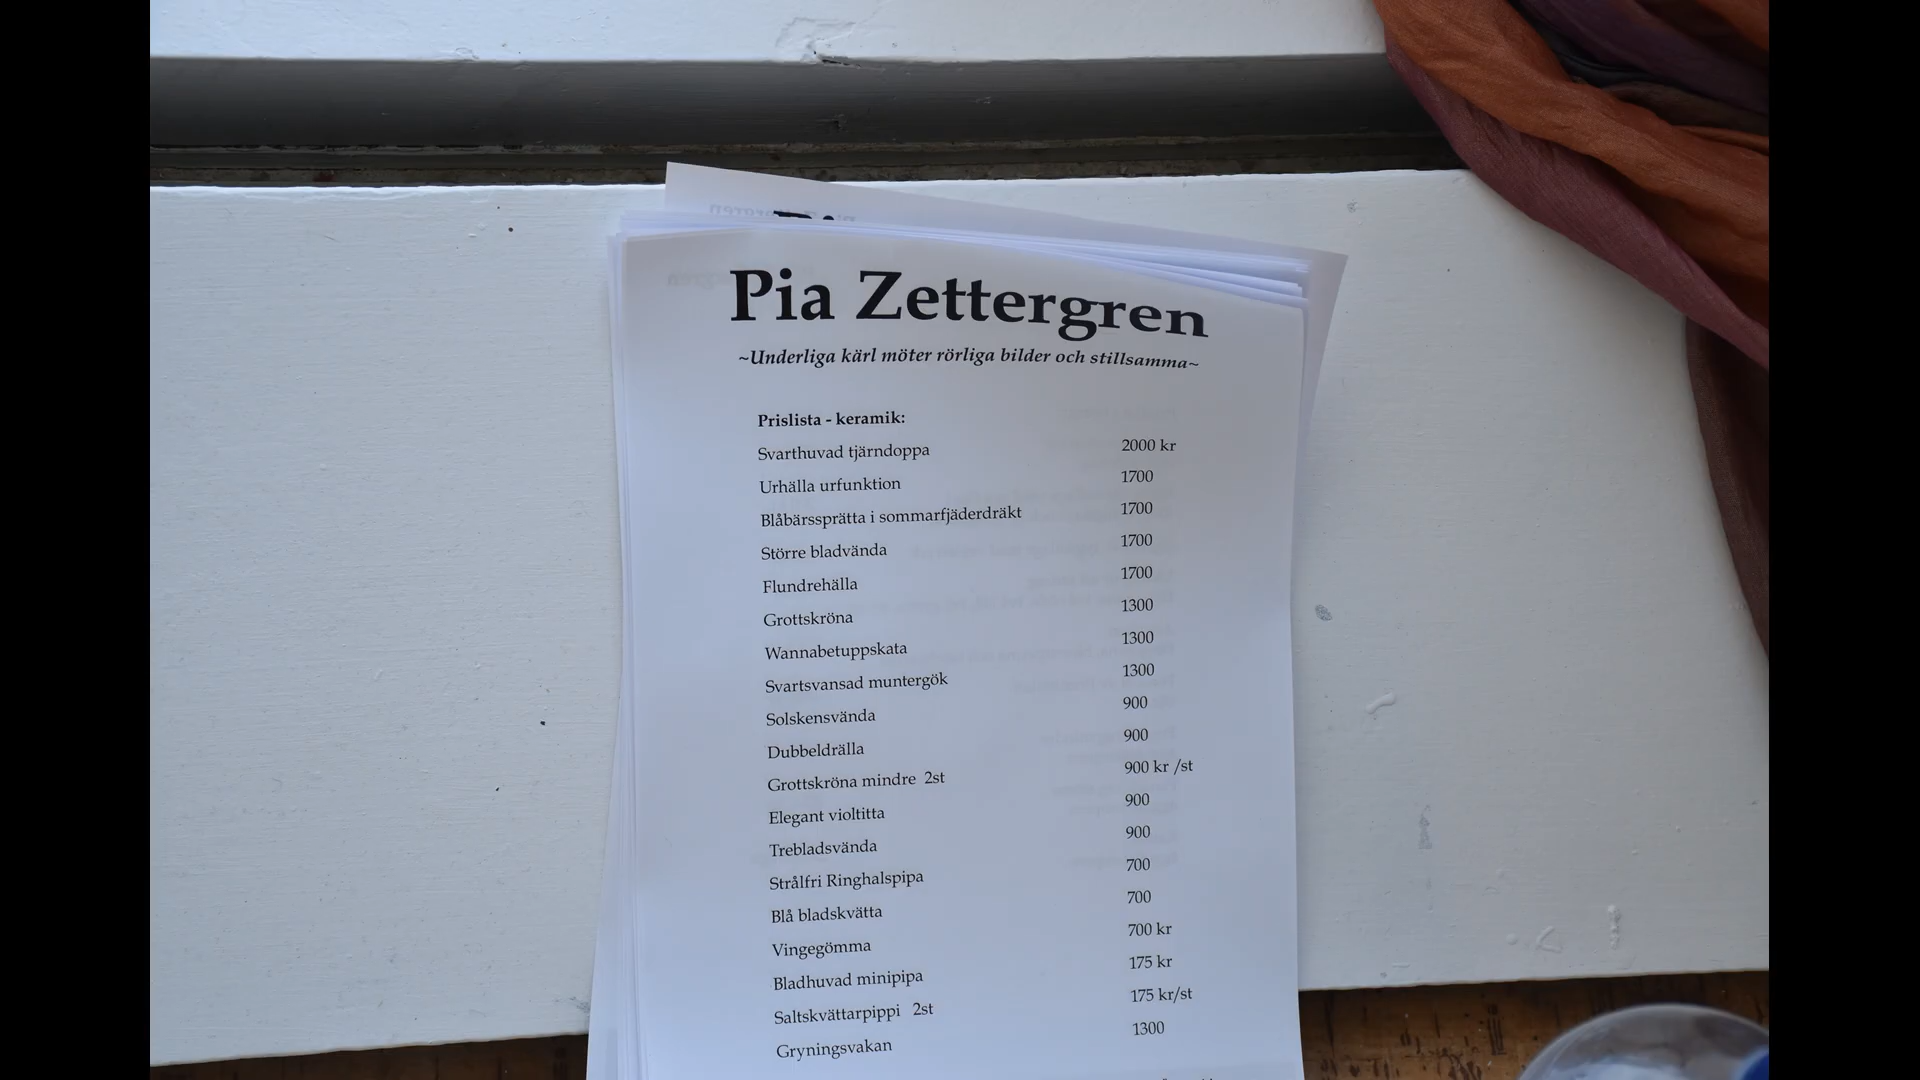 Pia Zettergren
~Underliga kärl möter rörliga bilder och stillsamma~
Prislista - keramik:
Svarthuvad tjärndoppa 2000 kr
Urhälla urfunktion 1700
Blåbärssprätta i sommarfjäderdräkt 1700
Större bladvända 1700
Flundrehälla 1700
Grottskröna 1300
Wannabetuppskata 1300
Svartsvansad muntergök 1300
Solskensvända 900
Dubbeldrälla 900
Grottskröna mindre 2st 900 kr /st
Elegant violtitta 900
Trebladsvända 900
Strålfri Ringhalspipa 700
Blå bladskvätta 700
Vingegömma 700 kr
Bladhuvad minipipa 175 kr
Saltskvättarpippi 2st 175 kr/st
Gryningsvakan 1300